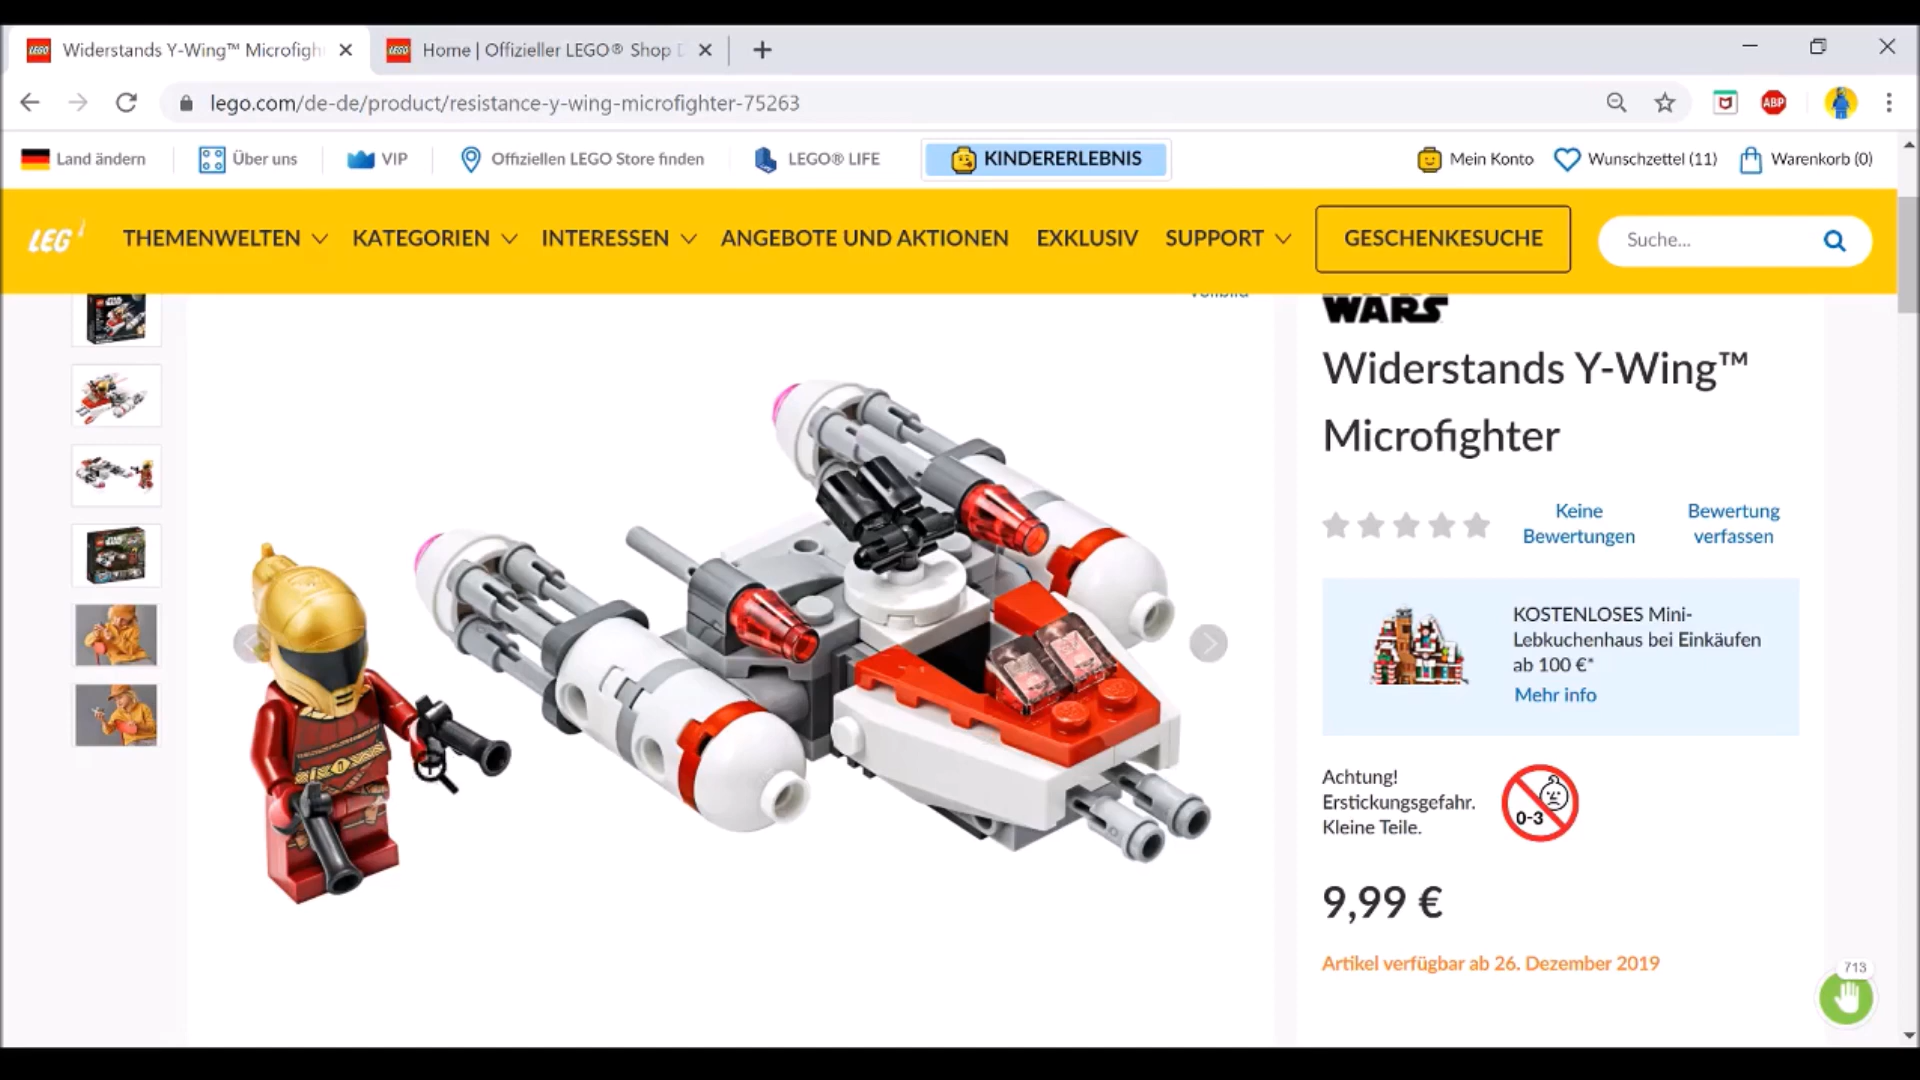 Widerstands Y-Wing™ Microfigh
Home | Offizieller LEGO® Shop D
lego.com/de-de/product/resistance-y-wing-microfighter-75263
ABP
Land ändern
Über uns
VIP
Offiziellen LEGO Store finden
LEGO® LIFE
KINDERERLEBNIS
Mein Konto
Wunschzettel (11)
Warenkorb (0)
LEG
THEMENWELTEN
KATEGORIEN
INTERESSEN
ANGEBOTE UND AKTIONEN
EXKLUSIV
SUPPORT
GESCHENKESUCHE
Suche...
Vollbild
WARS
Widerstands Y-Wing™
Microfighter
Keine
Bewertungen
Bewertung
verfassen
KOSTENLOSES Mini-
Lebkuchenhaus bei Einkäufen
ab 100 €*
Mehr info
Achtung!
Erstickungsgefahr.
Kleine Teile.
0-3
9,99 €
Artikel verfügbar ab 26. Dezember 2019
713